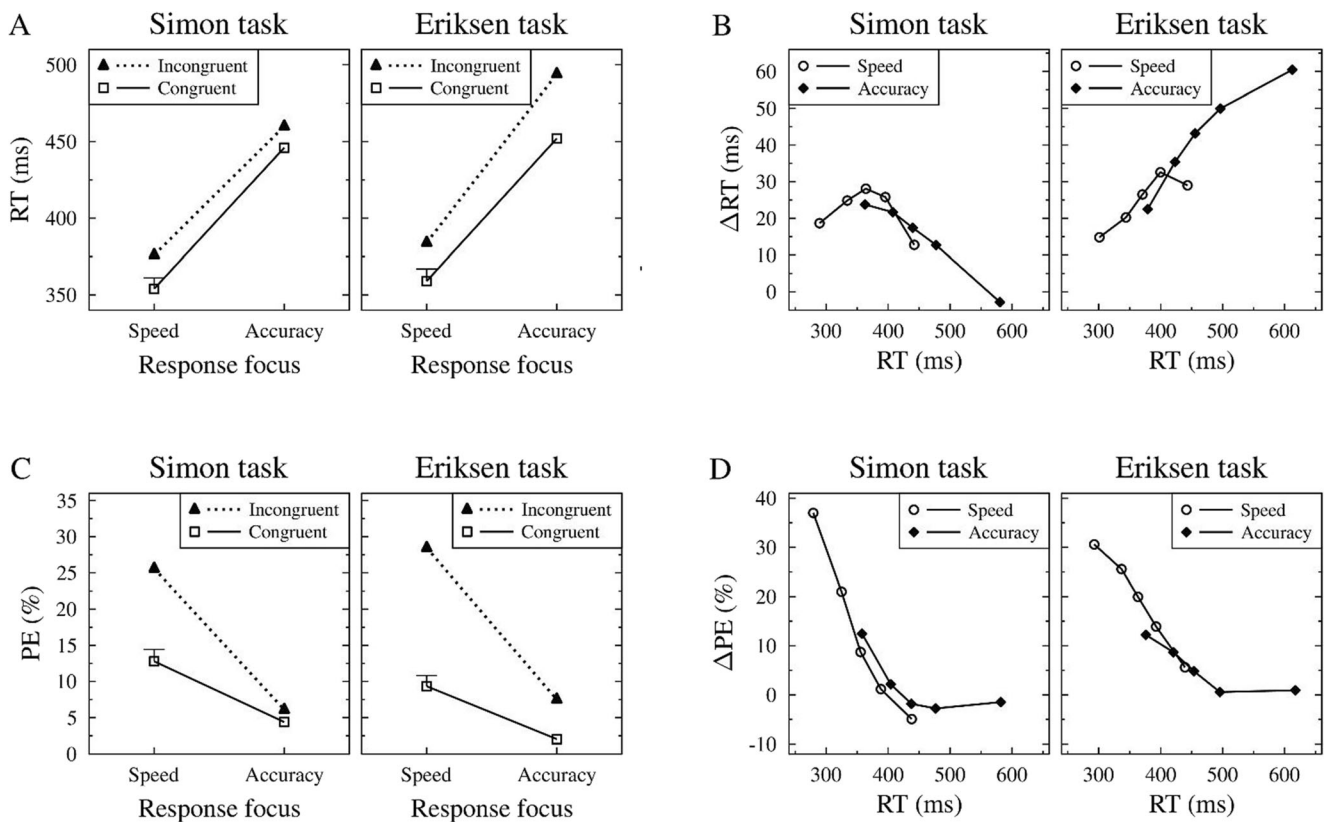 A
Simon task
Eriksen task
Incongruent
Congruent
Incongruent
Congruent
RT (ms)
500
450
400
350
Speed
Accuracy
Speed
Accuracy
Response focus
Response focus
B
Simon task
Eriksen task
Speed
Accuracy
Speed
Accuracy
ΔRT (ms)
60
50
40
30
20
10
0
300 400 500 600
300 400 500 600
RT (ms)
RT (ms)
C
Simon task
Eriksen task
Incongruent
Congruent
Incongruent
Congruent
PE (%)
35
30
25
20
15
10
5
0
Speed
Accuracy
Speed
Accuracy
Response focus
Response focus
D
Simon task
Eriksen task
Speed
Accuracy
Speed
Accuracy
ΔPE (%)
40
30
20
10
0
-10
300 400 500 600
300 400 500 600
RT (ms)
RT (ms)